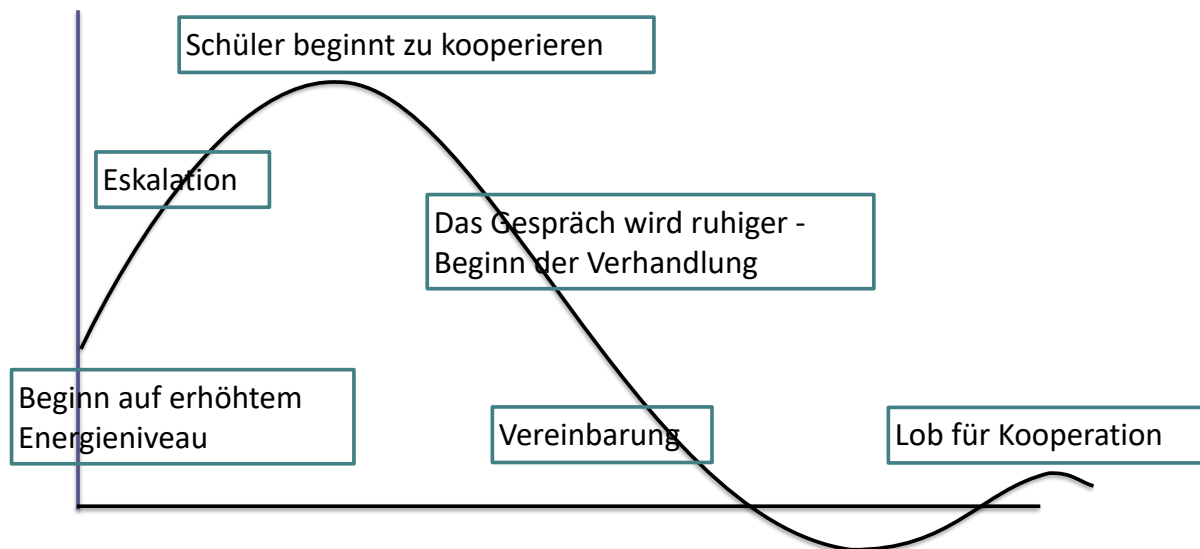 Schüler beginnt zu kooperieren
Eskalation
Das Gespräch wird ruhiger -
Beginn der Verhandlung
Beginn auf erhöhtem
Energieniveau
Vereinbarung
Lob für Kooperation